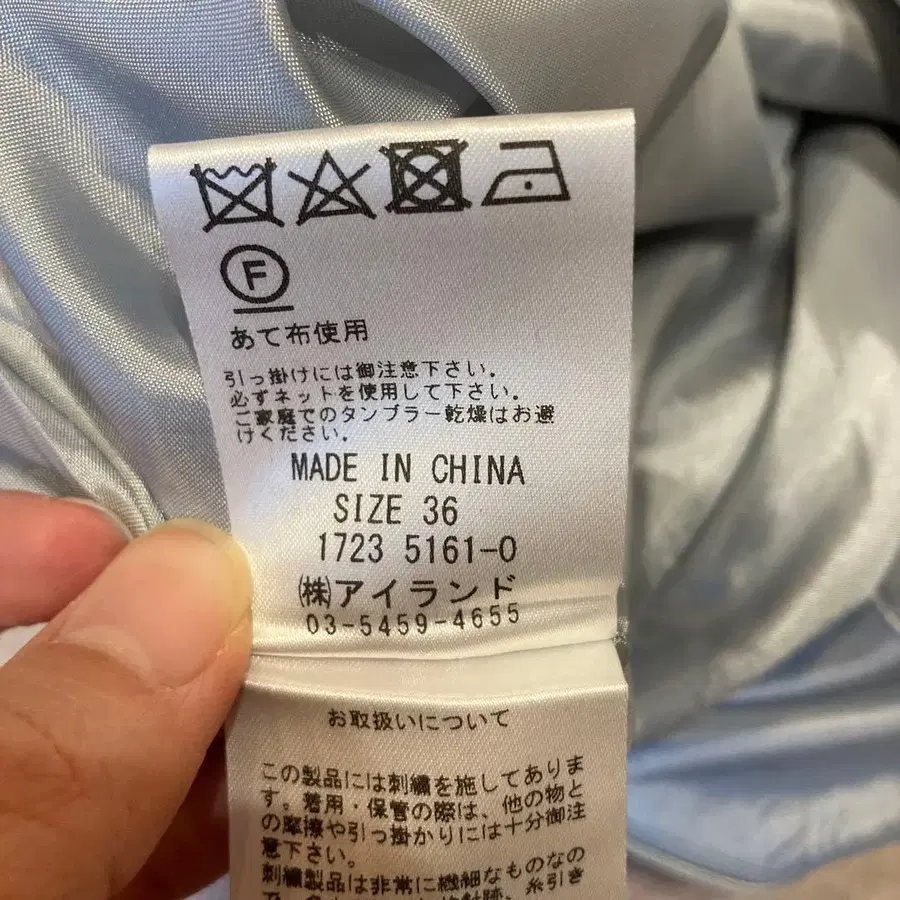 F
あて布使用
引っ掛けには御注意下さい。
必ずネットを使用して下さい。
ご家庭でのタンブラー乾燥はお避
けください。
MADE IN CHINA
SIZE 36
1723 5161-0
㈱アイランド
03-5459-4655
お取扱いについて
この製品には刺繍を施してありま
す。着用・保管の際は、他の物と
の摩擦や引っ掛かりには十分御注
意下さい。
刺繍製品は非常に繊細なものなの
糸引き